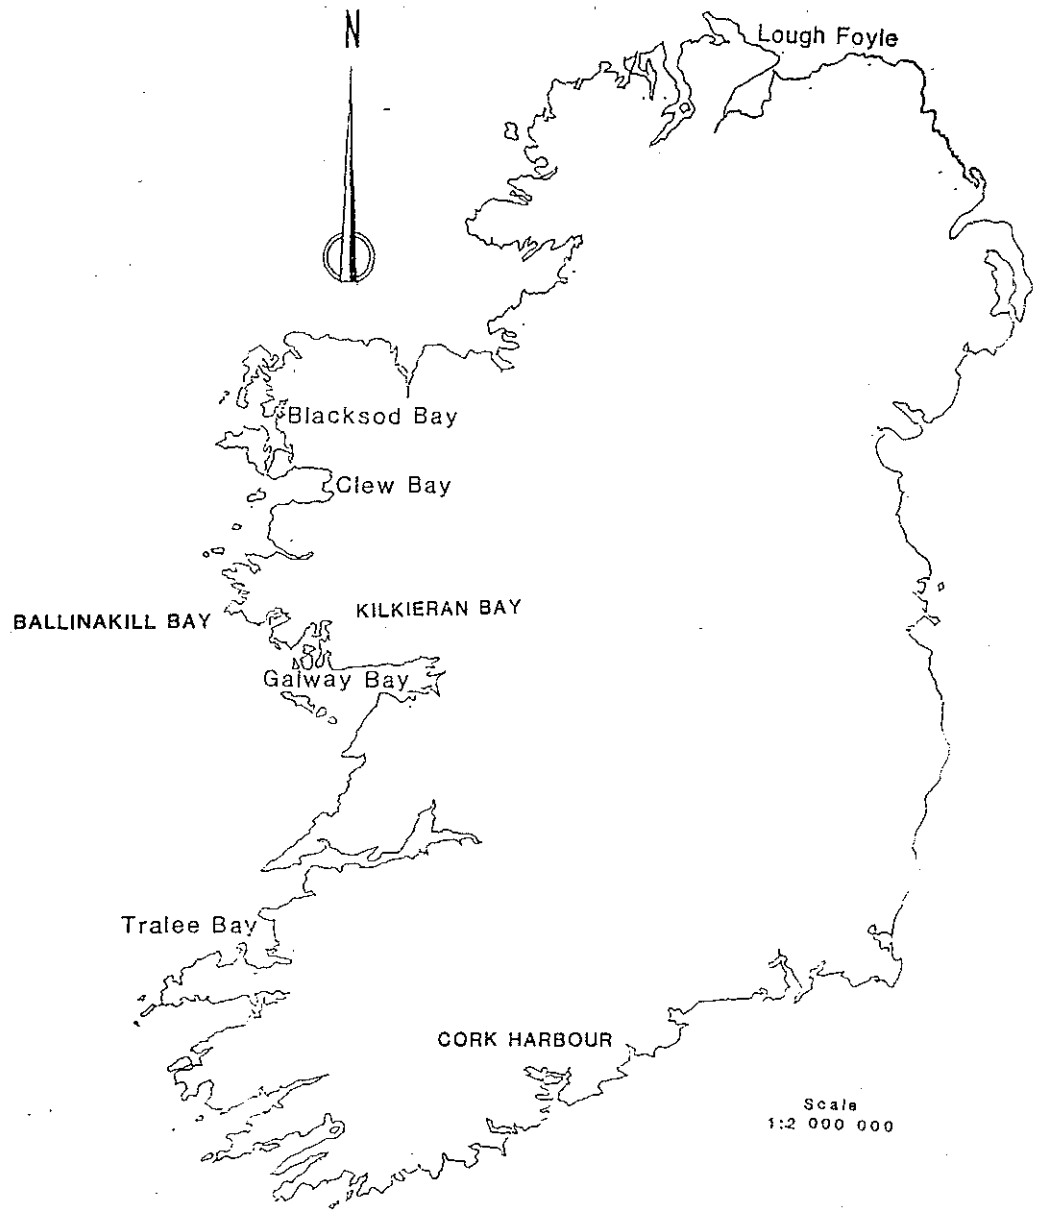 N
Lough Foyle
Blacksod Bay
Clew Bay
BALLINAKILL BAY
KILKIERAN BAY
Galway Bay
Tralee Bay
CORK HARBOUR
Scale
1:2 000 000